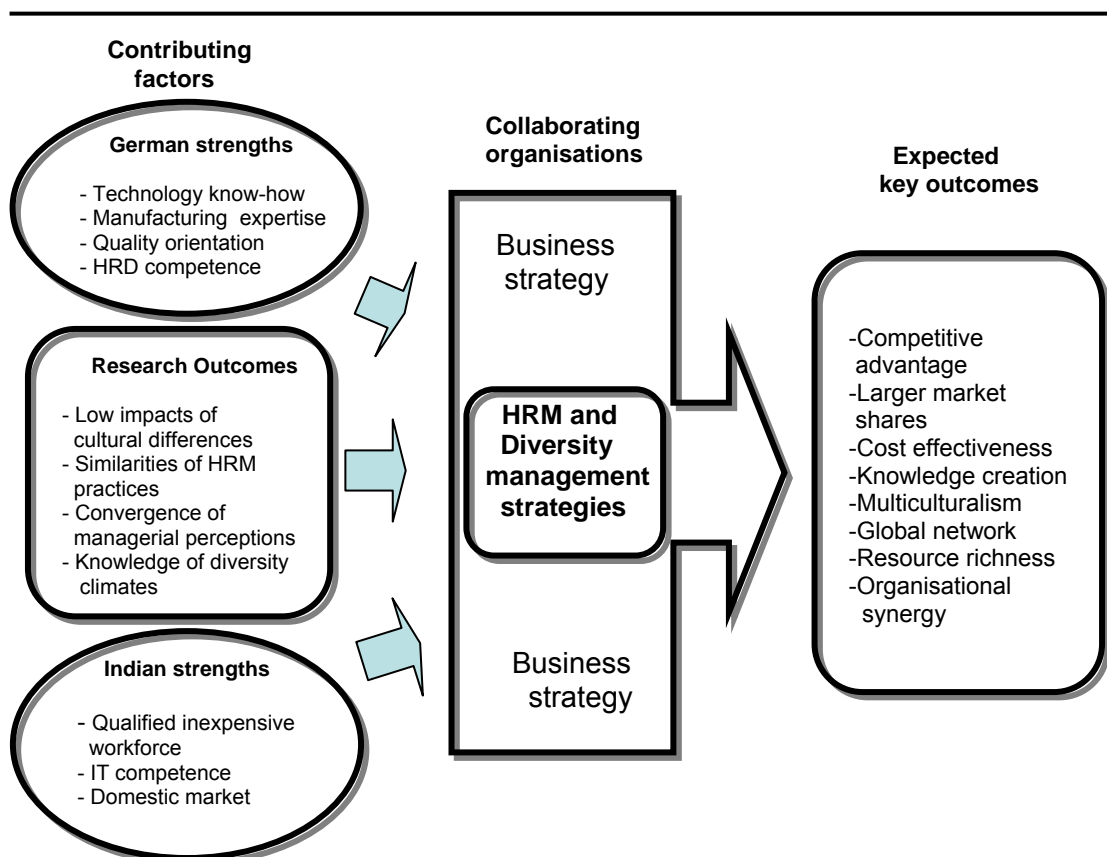 Contributing
factors
German strengths
- Technology know-how
- Manufacturing expertise
- Quality orientation
- HRD competence
Research Outcomes
- Low impacts of
cultural differences
- Similarities of HRM
practices
- Convergence of
managerial perceptions
- Knowledge of diversity
climates
Indian strengths
- Qualified inexpensive
workforce
- IT competence
- Domestic market
Collaborating
organisations
Business
strategy
HRM and
Diversity
management
strategies
Business
strategy
Expected
key outcomes
-Competitive
advantage
-Larger market
shares
-Cost effectiveness
-Knowledge creation
-Multiculturalism
-Global network
-Resource richness
-Organisational
synergy